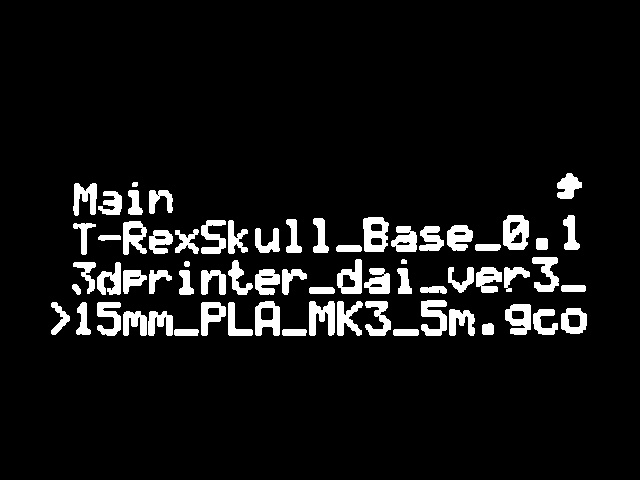 Main
T-RexSkull_Base_0.1
3dprinter_dai_ver3_
>15mm_PLA_MK3_5m.gco